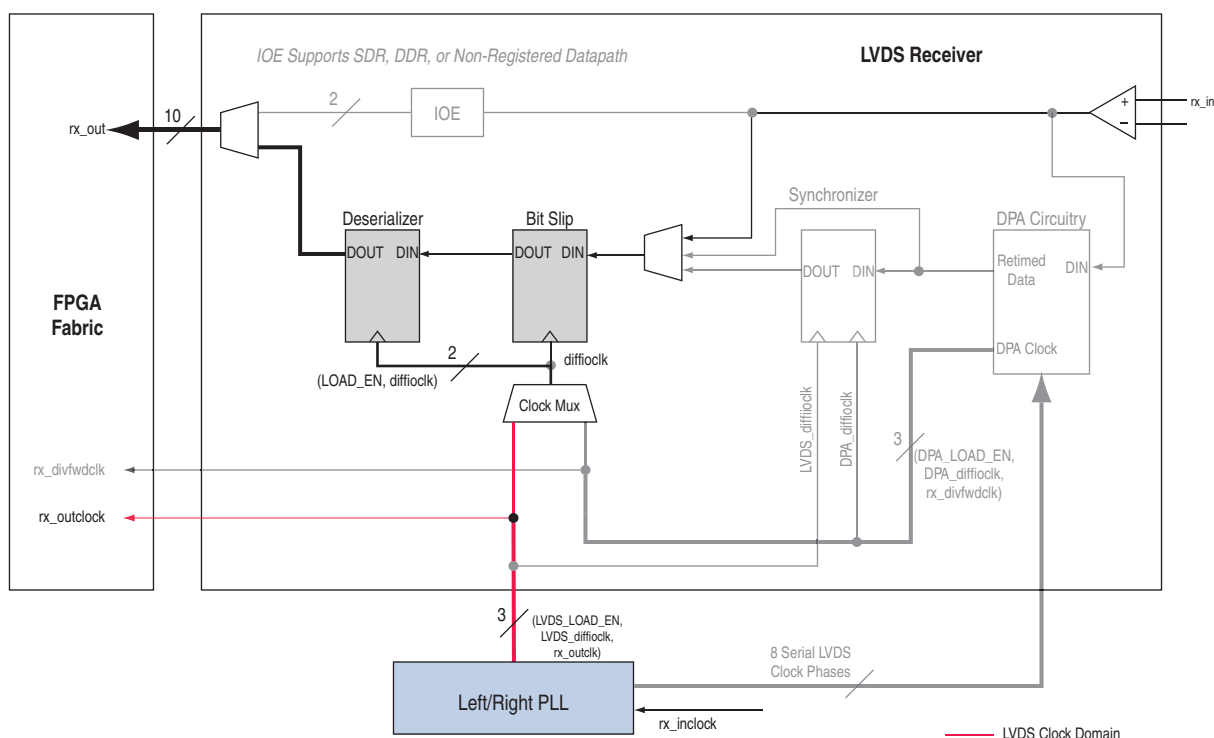 IOE Supports SDR, DDR, or Non-Registered Datapath
LVDS Receiver
2
IOE
+
−
rx_in
10
rx_out
Synchronizer
Deserializer
Bit Slip
DPA Circuitry
DOUT DIN
DOUT DIN
DOUT DIN
Retimed
Data
DIN
DPA Clock
FPGA
Fabric
2
(LOAD_EN, diffioclk)
diffioclk
Clock Mux
LVDS_diffiioclk
DPA_diffioclk
3
(DPA_LOAD_EN,
DPA_diffioclk,
rx_divfwdclk)
rx_divfwdclk
rx_outclock
3
(LVDS_LOAD_EN,
LVDS_diffioclk,
rx_outclk)
8 Serial LVDS
Clock Phases
Left/Right PLL
rx_inclock
LVDS Clock Domain